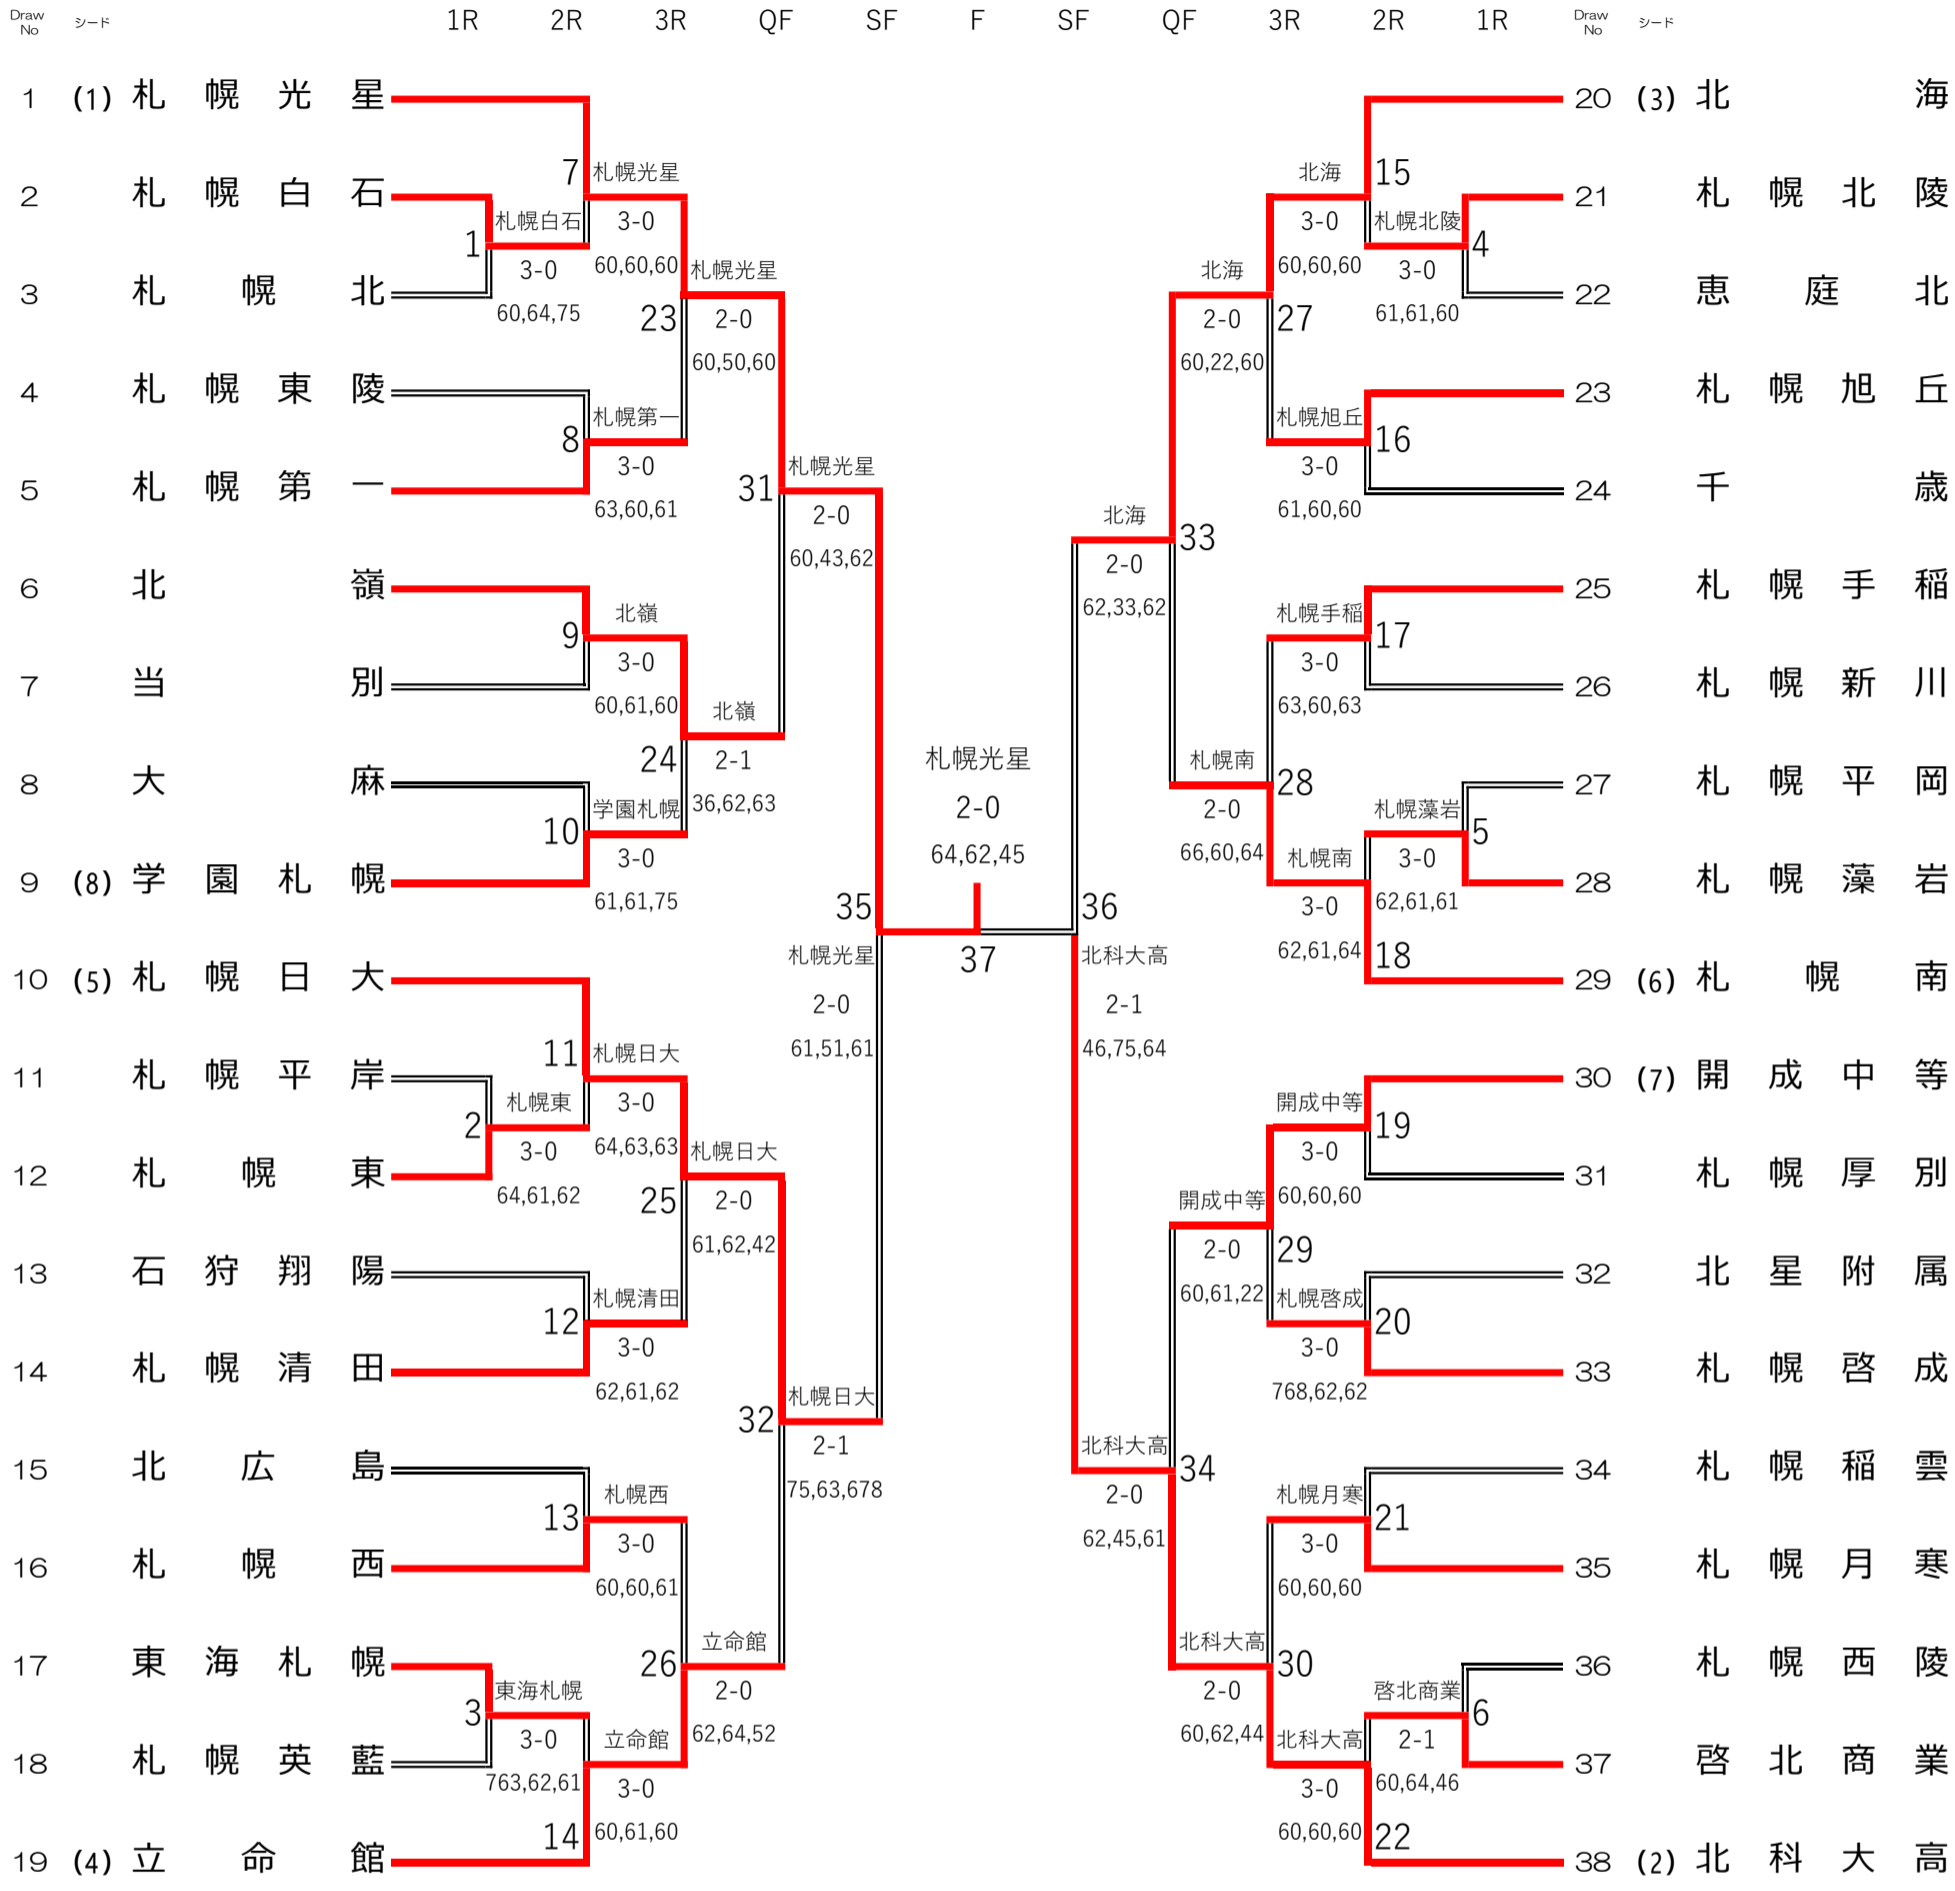 Draw No シード 1R 2R 3R QF SF F SF QF 3R 2R 1R Draw No シード
1 (1) 札幌光星 20 (3) 北海
7 札幌光星 北海 15
2 札幌白石 21 札幌北陵
札幌白石 3-0 3-0 札幌北陵
1 4
3-0 60,60,60 札幌光星 北海 60,60,60 3-0
3 札幌北 22 恵庭北
60,64,75 23 2-0 2-0 27 61,61,60
60,50,60 60,22,60
4 札幌東陵 23 札幌旭丘
札幌第一 札幌旭丘
8 16
3-0 札幌光星 3-0
5 札幌第一 31 24 千歳
63,60,61 2-0 北海 61,60,60
33
60,43,62 2-0
6 北嶺 25 札幌手稲
北嶺 62,33,62 札幌手稲
9 17
3-0 3-0
7 当別 26 札幌新川
60,61,60 北嶺 63,60,63
24 2-1 札幌光星 札幌南
8 大麻 28 27 札幌平岡
学園札幌 36,62,63 2-0 2-0 札幌藻岩
10 5
3-0 64,62,45 66,60,64 札幌南 3-0
9 (8) 学園札幌 28 札幌藻岩
61,61,75 35 36 3-0 62,61,61
札幌光星 37 北科大高 62,61,64 18
10 (5) 札幌日大 29 (6) 札幌南
2-0 2-1
11 札幌日大 61,51,61 46,75,64
11 札幌平岸 30 (7) 開成中等
札幌東 3-0 開成中等
2 19
3-0 64,63,63 札幌日大 3-0
12 札幌東 31 札幌厚別
64,61,62 25 2-0 開成中等 60,60,60
61,62,42 2-0 29
13 石狩翔陽 32 北星附属
札幌清田 60,61,22 札幌啓成
12 20
3-0 3-0
14 札幌清田 33 札幌啓成
62,61,62 札幌日大 768,62,62
32 2-1 北科大高
15 北広島 34 34 札幌稲雲
札幌西 75,63,678 2-0 札幌月寒
13 21
3-0 62,45,61 3-0
16 札幌西 35 札幌月寒
60,60,61 60,60,60
立命館 北科大高
17 東海札幌 26 30 36 札幌西陵
東海札幌 2-0 2-0 啓北商業
3 6
3-0 立命館 62,64,52 60,62,44 北科大高 2-1
18 札幌英藍 37 啓北商業
763,62,61 3-0 3-0 60,64,46
14 60,61,60 60,60,60 22
19 (4) 立命館 38 (2) 北科大高